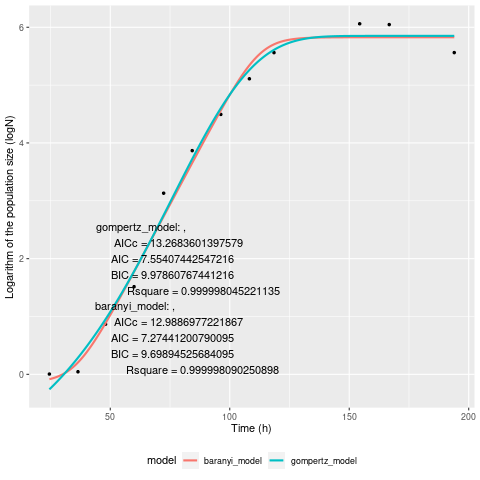 6
4
2
0
Logarithm of the population size (logN)
gompertz_model: ,
AICc = 13.2683601397579
AIC = 7.55407442547216
BIC = 9.97860767441216
Rsquare = 0.999998045221135
baranyi_model: ,
AICc = 12.9886977221867
AIC = 7.27441200790095
BIC = 9.69894525684095
Rsquare = 0.999998090250898
50 100 150 200
Time (h)
model baranyi_model gompertz_model